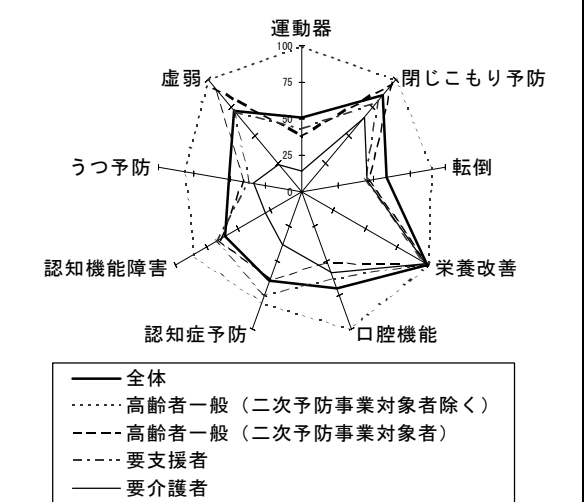 運動器
100
虚弱
閉じこもり予防
75
50
うつ予防
25
転倒
0
認知機能障害
栄養改善
認知症予防
口腔機能
全体
高齢者一般（二次予防事業対象者除く）
高齢者一般（二次予防事業対象者）
要支援者
要介護者